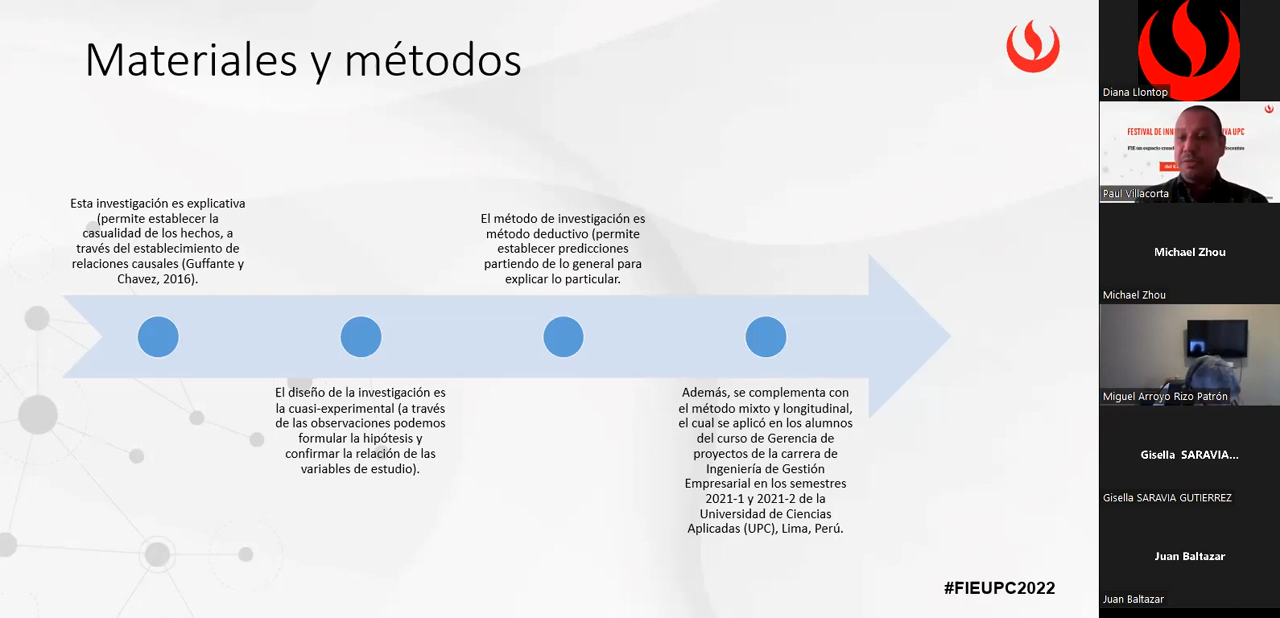 Materiales y métodos
Esta investigación es explicativa
(permite establecer la
casualidad de los hechos, a
través del establecimiento de
relaciones causales (Guffante y
Chavez, 2016).
El diseño de la investigación es
la cuasi-experimental (a través
de las observaciones podemos
formular la hipótesis y
confirmar la relación de las
variables de estudio).
El método de investigación es
método deductivo (permite
establecer predicciones
partiendo de lo general para
explicar lo particular.
Además, se complementa con
el método mixto y longitudinal,
el cual se aplicó en los alumnos
del curso de Gerencia de
proyectos de la carrera de
Ingeniería de Gestión
Empresarial en los semestres
2021-1 y 2021-2 de la
Universidad de Ciencias
Aplicadas (UPC), Lima, Perú.
#FIEUPC2022
Diana Llontop
FESTIVAL DE
VA UPC
Paul Villacorta
Michael Zhou
Michael Zhou
Miguel Arroyo Rizo Patrón
Gisella SARAVIA...
Gisella SARAVIA GUTIERREZ
Juan Baltazar
Juan Baltazar